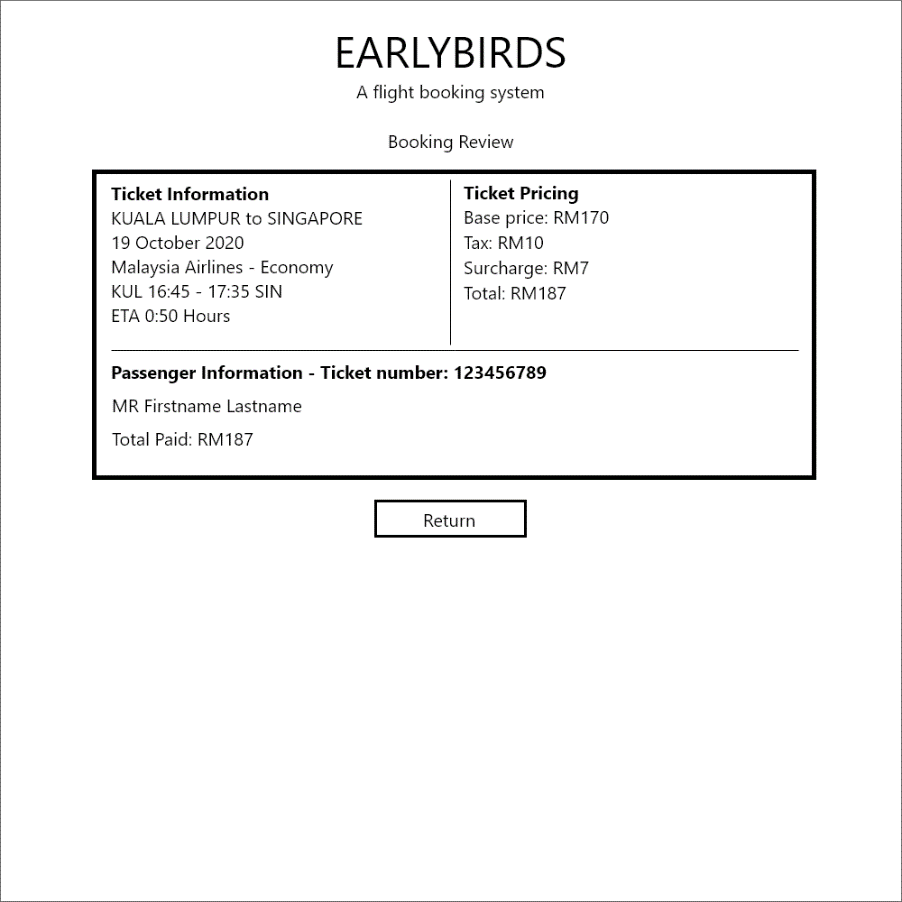 EARLYBIRDS
A flight booking system
Booking Review
Ticket Information
KUALA LUMPUR to SINGAPORE
19 October 2020
Malaysia Airlines - Economy
KUL 16:45 - 17:35 SIN
ETA 0:50 Hours
Ticket Pricing
Base price: RM170
Tax: RM10
Surcharge: RM7
Total: RM187
Passenger Information - Ticket number: 123456789
MR Firstname Lastname
Total Paid: RM187
Return